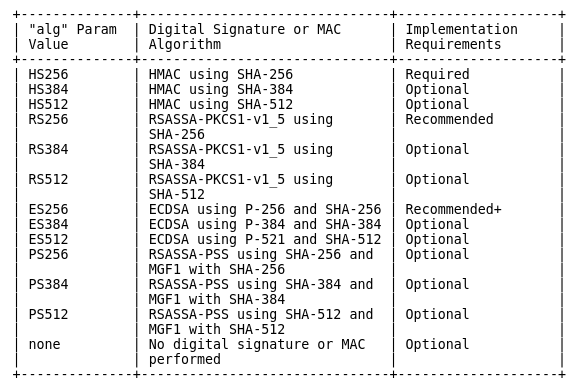 +--------------+-------------------------------+--------------------+
| "alg" Param  | Digital Signature or MAC      | Implementation     |
| Value        | Algorithm                     | Requirements       |
+--------------+-------------------------------+--------------------+
| HS256        | HMAC using SHA-256            | Required           |
| HS384        | HMAC using SHA-384            | Optional           |
| HS512        | HMAC using SHA-512            | Optional           |
| RS256        | RSASSA-PKCS1-v1_5 using       | Recommended        |
|              | SHA-256                       |                    |
| RS384        | RSASSA-PKCS1-v1_5 using       | Optional           |
|              | SHA-384                       |                    |
| RS512        | RSASSA-PKCS1-v1_5 using       | Optional           |
|              | SHA-512                       |                    |
| ES256        | ECDSA using P-256 and SHA-256 | Recommended+       |
| ES384        | ECDSA using P-384 and SHA-384 | Optional           |
| ES512        | ECDSA using P-521 and SHA-512 | Optional           |
| PS256        | RSASSA-PSS using SHA-256 and  | Optional           |
|              | MGF1 with SHA-256             |                    |
| PS384        | RSASSA-PSS using SHA-384 and  | Optional           |
|              | MGF1 with SHA-384             |                    |
| PS512        | RSASSA-PSS using SHA-512 and  | Optional           |
|              | MGF1 with SHA-512             |                    |
| none         | No digital signature or MAC   | Optional           |
|              | performed                     |                    |
+--------------+-------------------------------+--------------------+